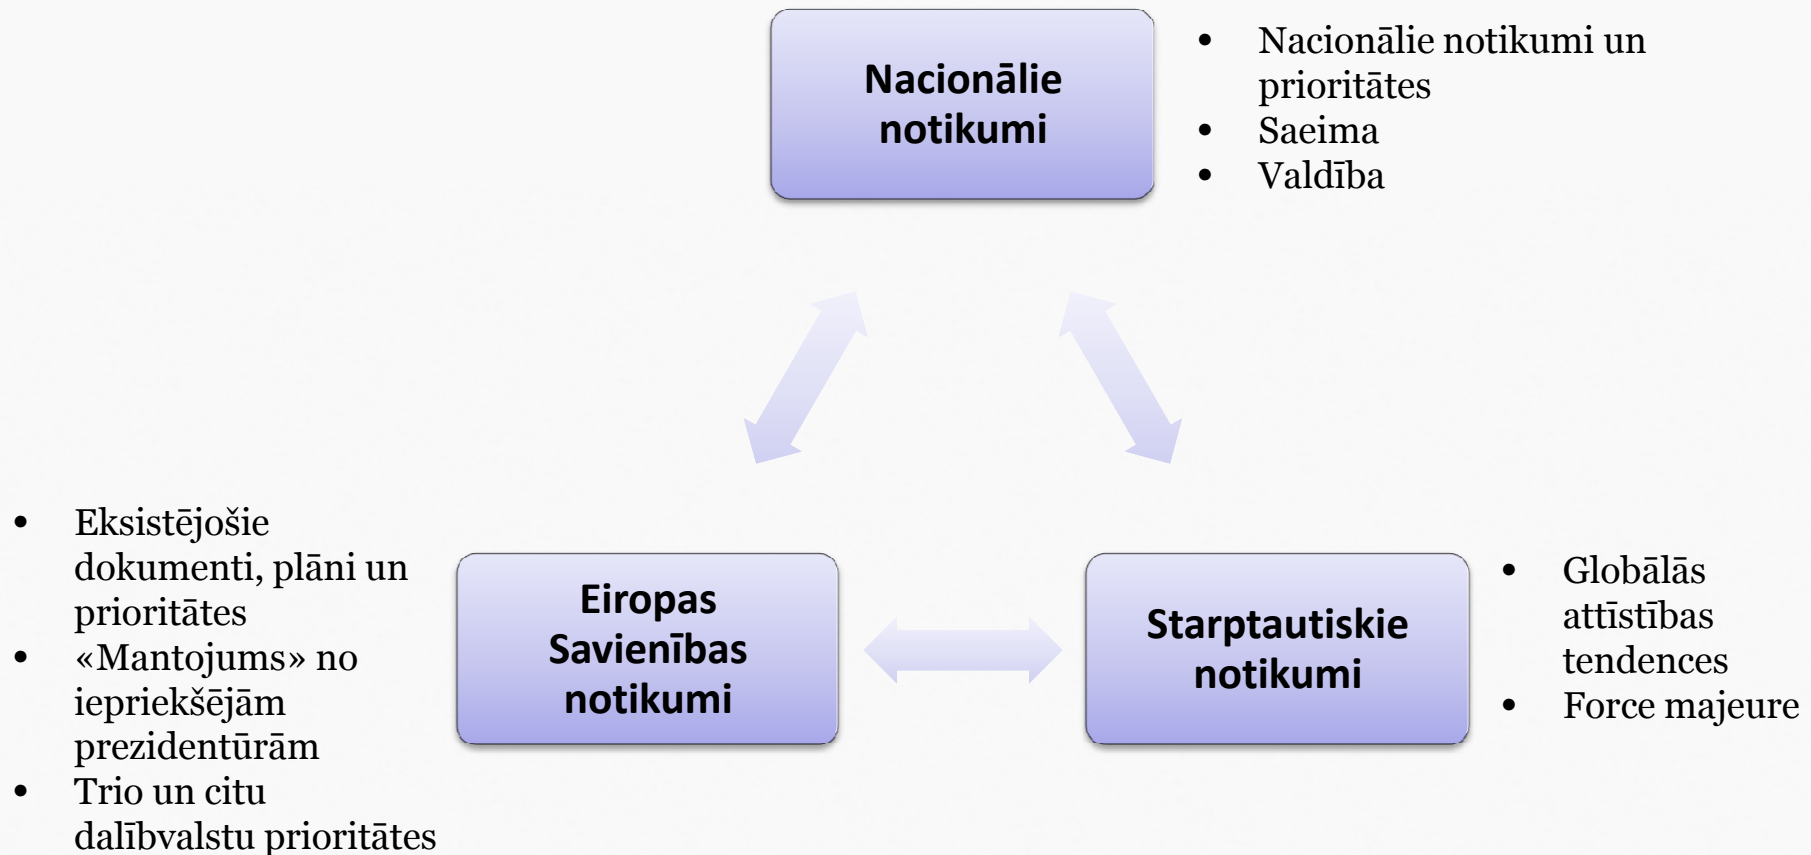 Nacionālie
notikumi
• Nacionālie notikumi un
prioritātes
• Saeima
• Valdība
• Eksistējošie
dokumenti, plāni un
prioritātes
• «Mantojums» no
iepriekšējām
prezidentūrām
• Trio un citu
dalībvalstu prioritātes
Eiropas
Savienības
notikumi
Starptautiskie
notikumi
• Globālās
attīstības
tendences
• Force majeure